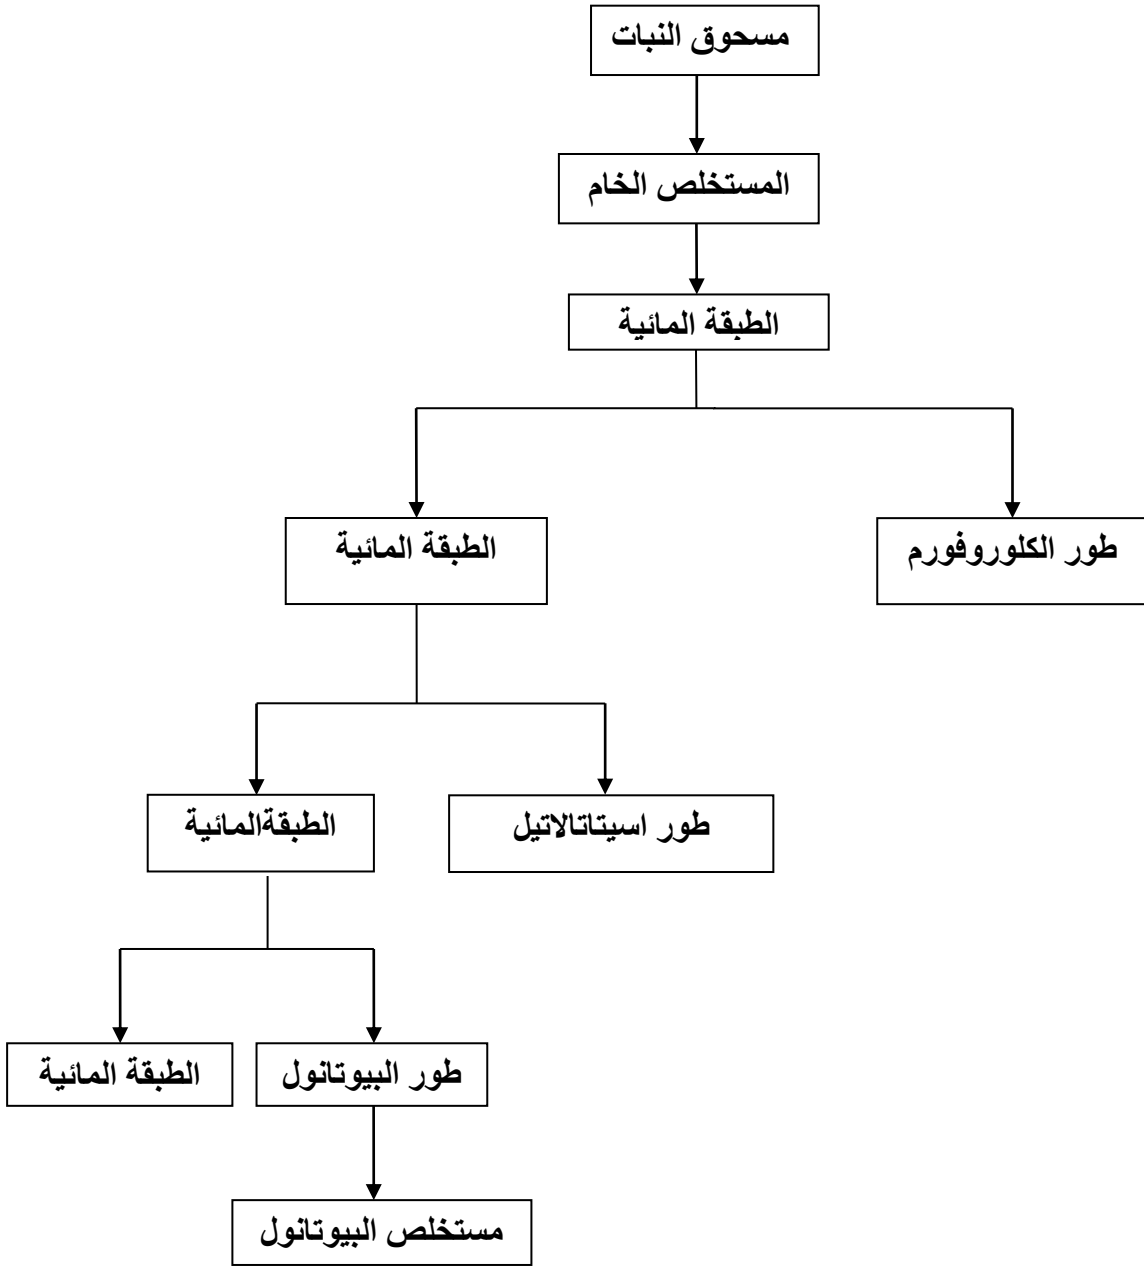 مسحوق النبات
المستخلص الخام
الطبقة المائية
طور الكلوروفورم
الطبقة المائية
طور اسيتاتالاتيل
الطبقةالمائية
طور البيوتانول
الطبقة المائية
مستخلص البيوتانول